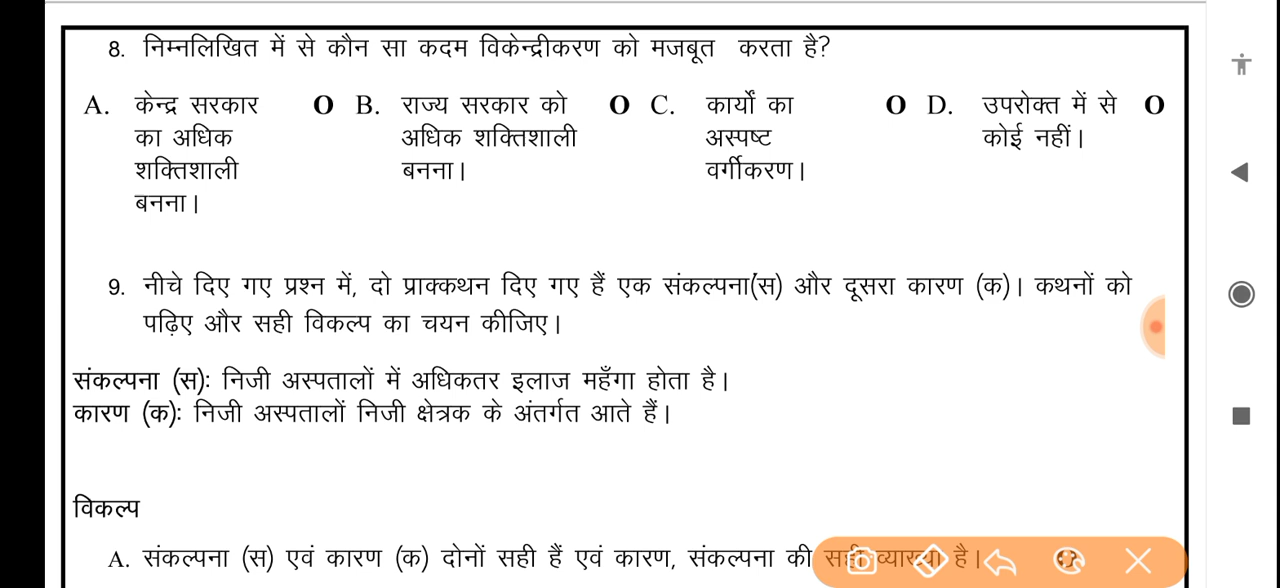 8. निम्नलिखित में से कौन सा कदम विकेन्द्रीकरण को मजबूत करता है?
A. केन्द्र सरकार O B. राज्य सरकार को O C. कार्यों का O D. उपरोक्त में से O
का अधिक अधिक शक्तिशाली अस्पष्ट कोई नहीं।
शक्तिशाली बनना। वर्गीकरण।
बनना।
9. नीचे दिए गए प्रश्न में, दो प्राक्कथन दिए गए हैं एक संकल्पना(स) और दूसरा कारण (क)। कथनों को
पढ़िए और सही विकल्प का चयन कीजिए।
संकल्पना (स): निजी अस्पतालों में अधिकतर इलाज महँगा होता है।
कारण (क): निजी अस्पतालों निजी क्षेत्रक के अंतर्गत आते हैं।
विकल्प
A. संकल्पना (स) एवं कारण (क) दोनों सही हैं एवं कारण, संकल्पना की सही व्याख्या है।